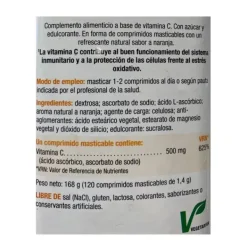 Complemento alimenticio a base de vitamina C. Con azúcar y
edulcorante. En forma de comprimidos masticables con un
refrescante natural sabor a naranja.
¹La vitamina C contribuye al buen funcionamiento del sistema
inmunitario y a la protección de las células frente al estrés
oxidativo.
Modo de empleo: masticar 1-2 comprimidos al día o según pauta
indicada por el profesional de la salud.
Ingredientes: dextrosa; ascorbato de sodio; ácido L-ascórbico;
aroma natural a naranja; agente de carga: celulosa; anti-
aglomerante: ácido esteárico vegetal, estearato de magnesio
vegetal y dióxido de silicio; edulcorante: sucralosa.
Un comprimido masticable contiene: VRN*
Vitamina C 500 mg 625%
(ácido ascórbico, ascorbato de sodio)
*VRN: Valor de Referencia de Nutrientes
Peso: 168 g (120 comprimidos masticables de 1,4 g)
LIBRE DE sal (NaCl), gluten, lactosa, colorantes, saborizantes o
conservantes artificiales.